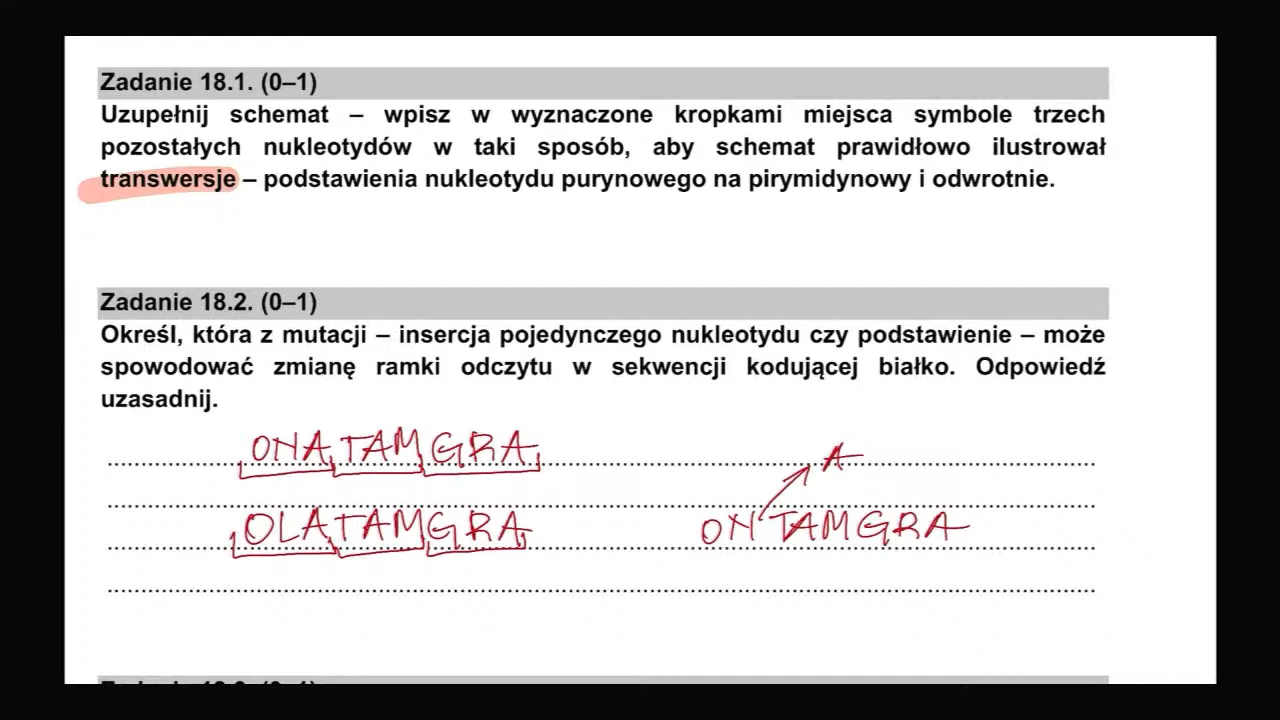 Zadanie 18.1. (0–1)
Uzupełnij schemat – wpisz w wyznaczone kropkami miejsca symbole trzech
pozostałych nukleotydów w taki sposób, aby schemat prawidłowo ilustrował
transwersje – podstawienia nukleotydu purynowego na pirymidynowy i odwrotnie.
Zadanie 18.2. (0–1)
Określ, która z mutacji – insercja pojedynczego nukleotydu czy podstawienie – może
spowodować zmianę ramki odczytu w sekwencji kodującej białko. Odpowiedź
uzasadnij.
ONATAMGRA
A
OLATAMGRA
ON TAMGRA